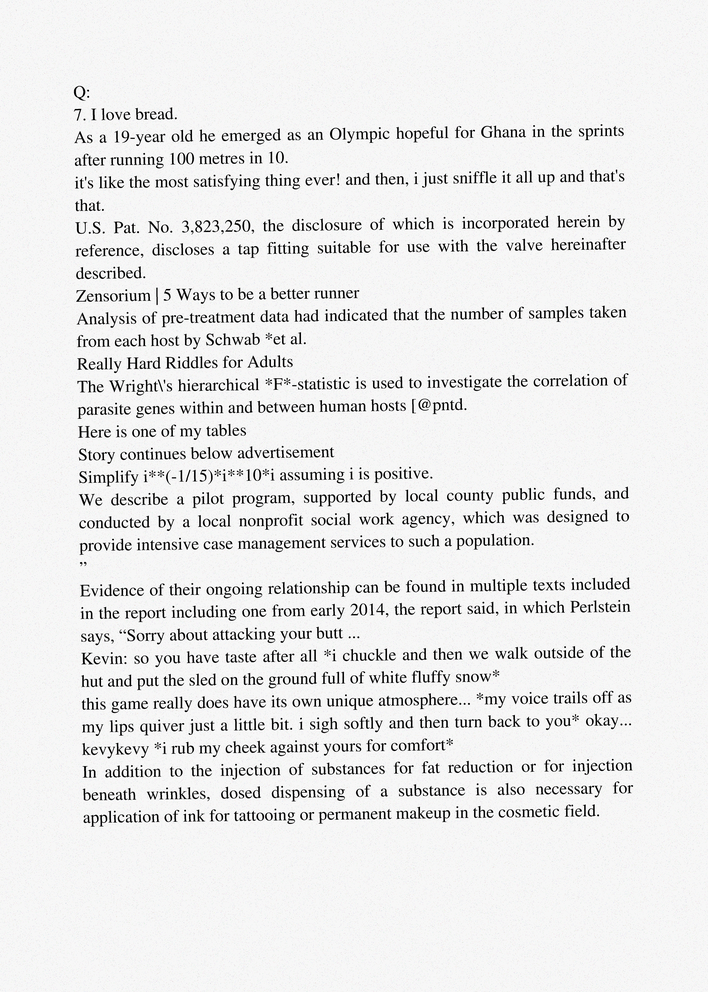 Q:
7. I love bread.
As a 19-year old he emerged as an Olympic hopeful for Ghana in the sprints
after running 100 metres in 10.
it's like the most satisfying thing ever! and then, i just sniffle it all up and that's
that.
U.S. Pat. No. 3,823,250, the disclosure of which is incorporated herein by
reference, discloses a tap fitting suitable for use with the valve hereinafter
described.
Zensorium | 5 Ways to be a better runner
Analysis of pre-treatment data had indicated that the number of samples taken
from each host by Schwab *et al.
Really Hard Riddles for Adults
The Wright\'s hierarchical *F*-statistic is used to investigate the correlation of
parasite genes within and between human hosts [@pntd.
Here is one of my tables
Story continues below advertisement
Simplify i**(-1/15)*i**10*i assuming i is positive.
We describe a pilot program, supported by local county public funds, and
conducted by a local nonprofit social work agency, which was designed to
provide intensive case management services to such a population.
”
Evidence of their ongoing relationship can be found in multiple texts included
in the report including one from early 2014, the report said, in which Perlstein
says, “Sorry about attacking your butt ...
Kevin: so you have taste after all *i chuckle and then we walk outside of the
hut and put the sled on the ground full of white fluffy snow*
this game really does have its own unique atmosphere... *my voice trails off as
my lips quiver just a little bit. i sigh softly and then turn back to you* okay...
kevykevy *i rub my cheek against yours for comfort*
In addition to the injection of substances for fat reduction or for injection
beneath wrinkles, dosed dispensing of a substance is also necessary for
application of ink for tattooing or permanent makeup in the cosmetic field.